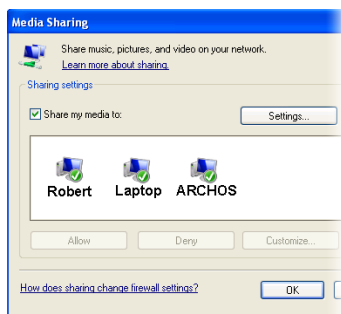 Media Sharing
Share music, pictures, and video on your network.
Learn more about sharing.
Sharing settings
Share my media to:
Settings...
Robert Laptop ARCHOS
Allow Deny Customize...
How does sharing change firewall settings?
OK